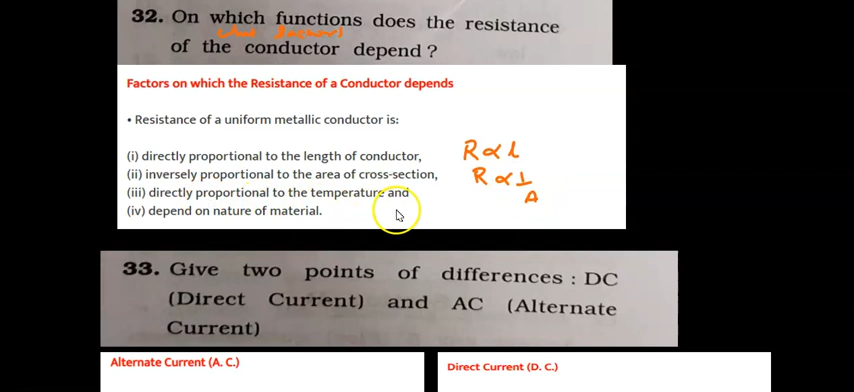 32. On which functions does the resistance
of the conductor depend ?
Factors on which the Resistance of a Conductor depends
• Resistance of a uniform metallic conductor is:
(i) directly proportional to the length of conductor,
(ii) inversely proportional to the area of cross-section,
(iii) directly proportional to the temperature and
(iv) depend on nature of material.
R ∝ l
R ∝ 1
A
33. Give two points of differences : DC
(Direct Current) and AC (Alternate
Current)
Alternate Current (A. C.)
Direct Current (D. C.)